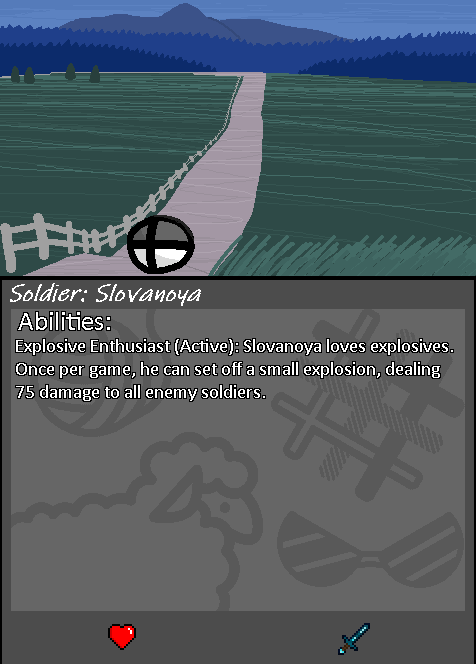 Soldier: Slovanoya
Abilities:
Explosive Enthusiast (Active): Slovanoya loves explosives.
Once per game, he can set off a small explosion, dealing
75 damage to all enemy soldiers.